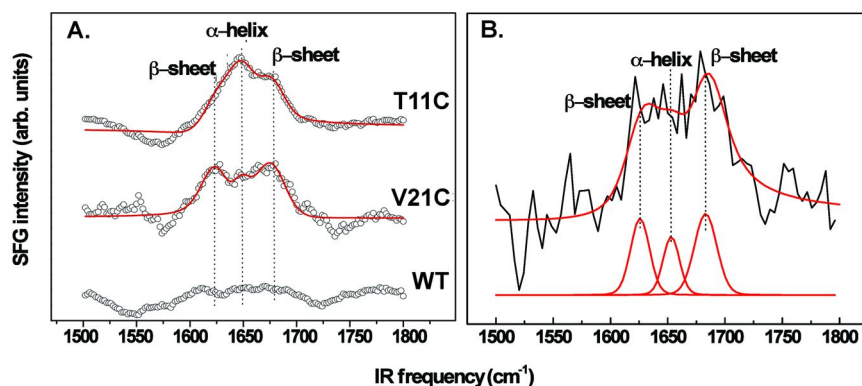 A.
α-helix
β-sheet
β-sheet
T11C
V21C
WT
1500 1550 1600 1650 1700 1750 1800
B.
α-helix
β-sheet
β-sheet
1500 1550 1600 1650 1700 1750 1800
SFG intensity (arb. units)
IR frequency (cm⁻¹)